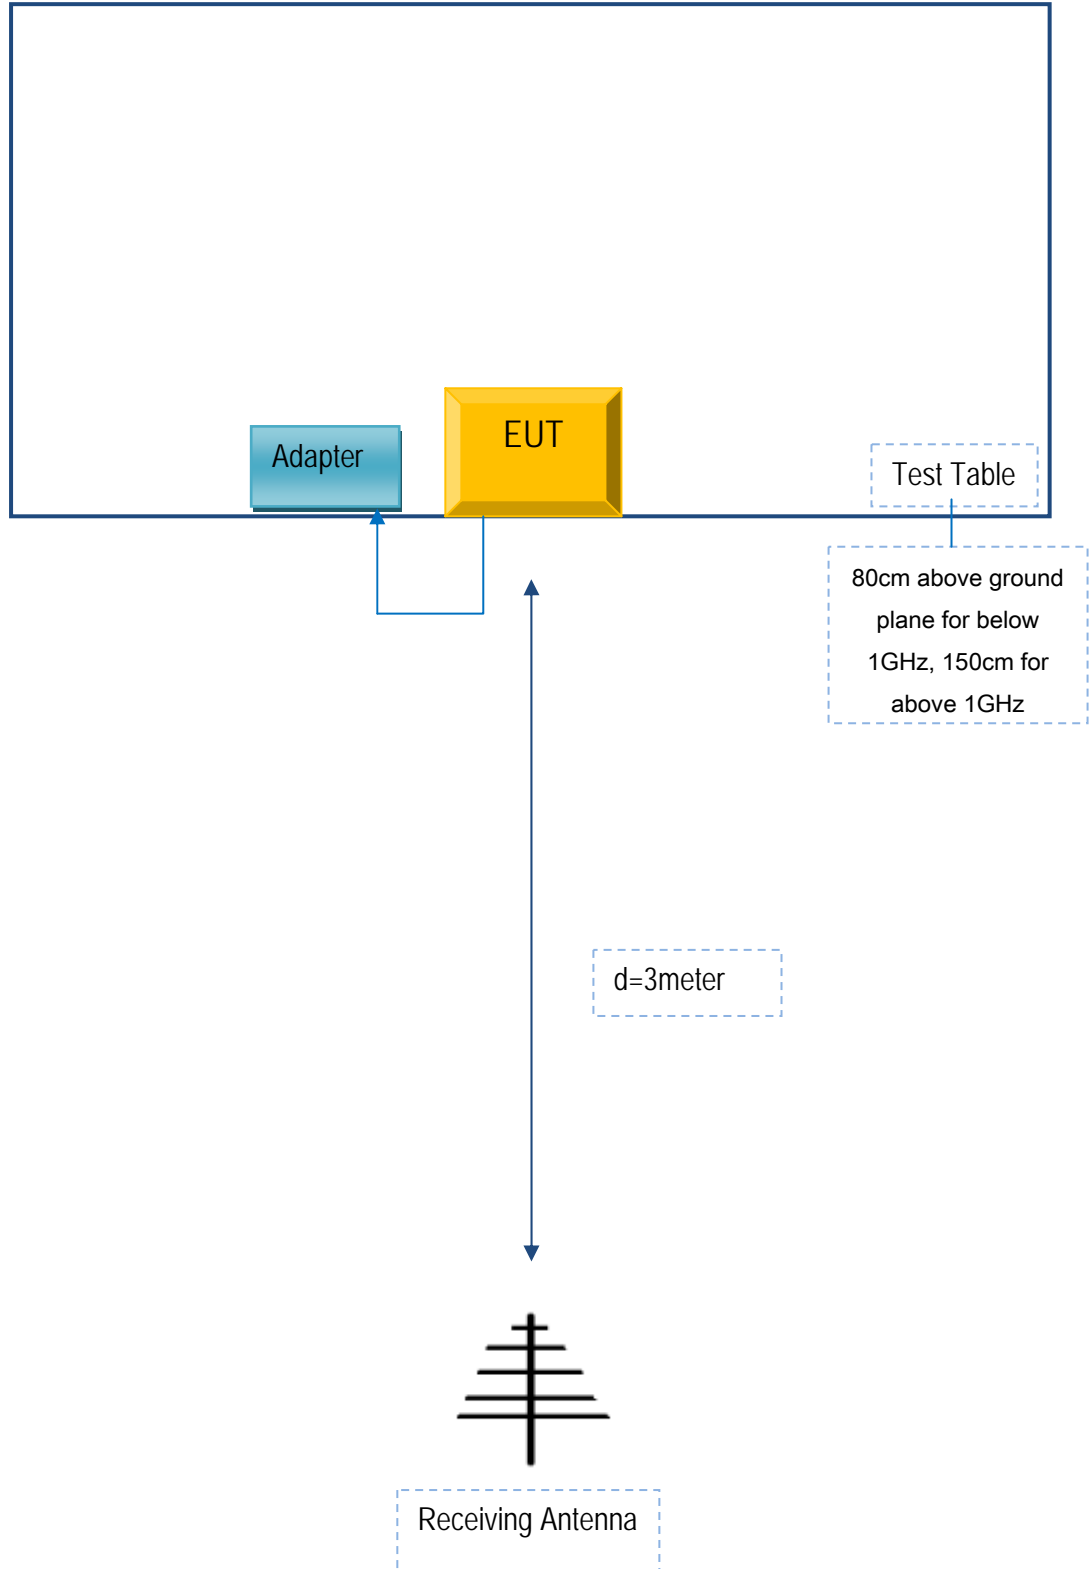 EUT
Adapter
Test Table
80cm above ground
plane for below
1GHz, 150cm for
above 1GHz
d=3meter
Receiving Antenna